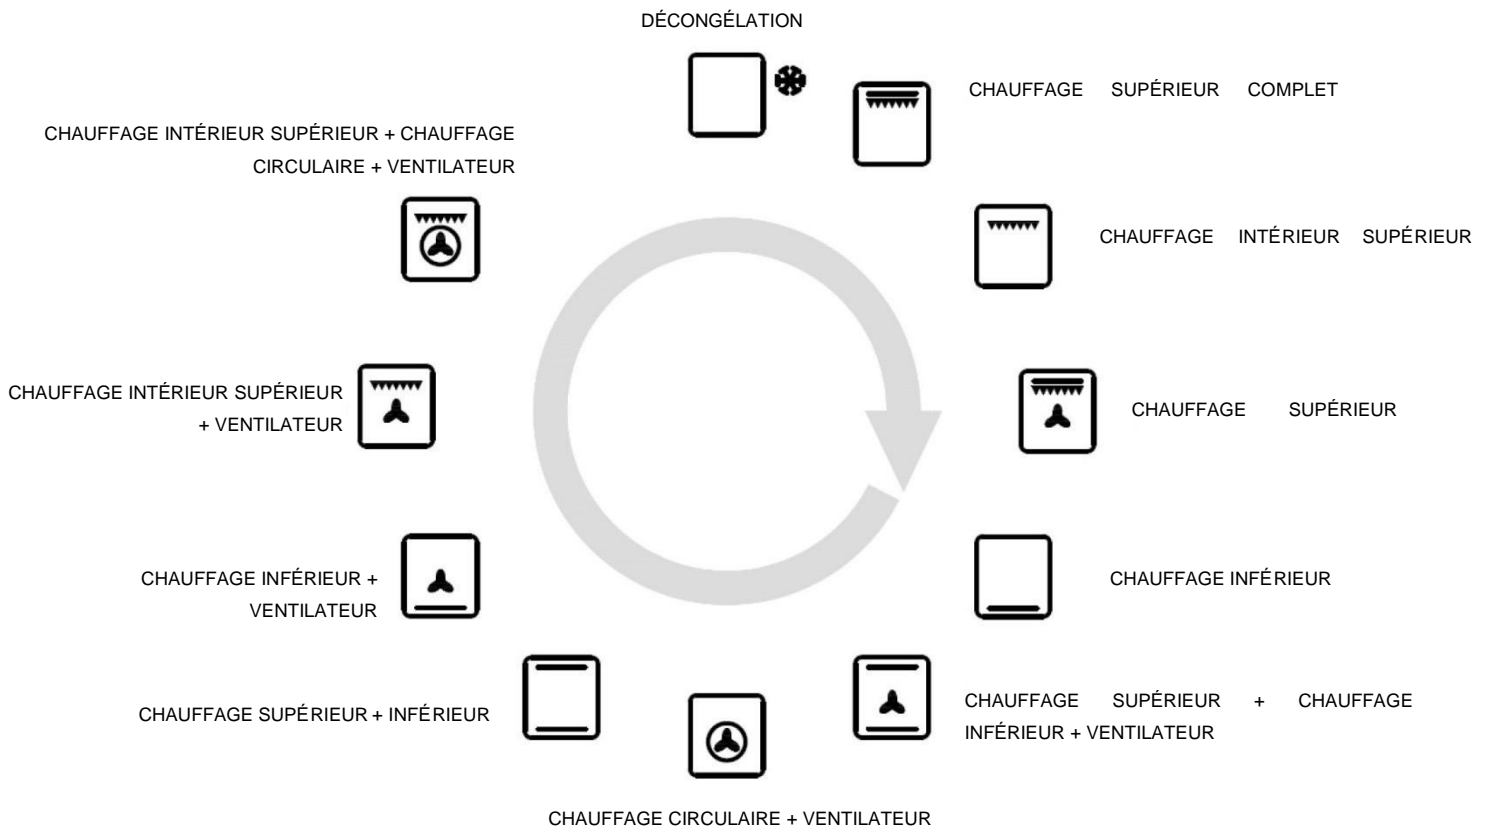 DÉCONGÉLATION
CHAUFFAGE SUPÉRIEUR COMPLET
CHAUFFAGE INTÉRIEUR SUPÉRIEUR + CHAUFFAGE
CIRCULAIRE + VENTILATEUR
CHAUFFAGE INTÉRIEUR SUPÉRIEUR
CHAUFFAGE INTÉRIEUR SUPÉRIEUR
+ VENTILATEUR
CHAUFFAGE SUPÉRIEUR
CHAUFFAGE INFÉRIEUR +
VENTILATEUR
CHAUFFAGE INFÉRIEUR
CHAUFFAGE SUPÉRIEUR + INFÉRIEUR
CHAUFFAGE SUPÉRIEUR + CHAUFFAGE
INFÉRIEUR + VENTILATEUR
CHAUFFAGE CIRCULAIRE + VENTILATEUR